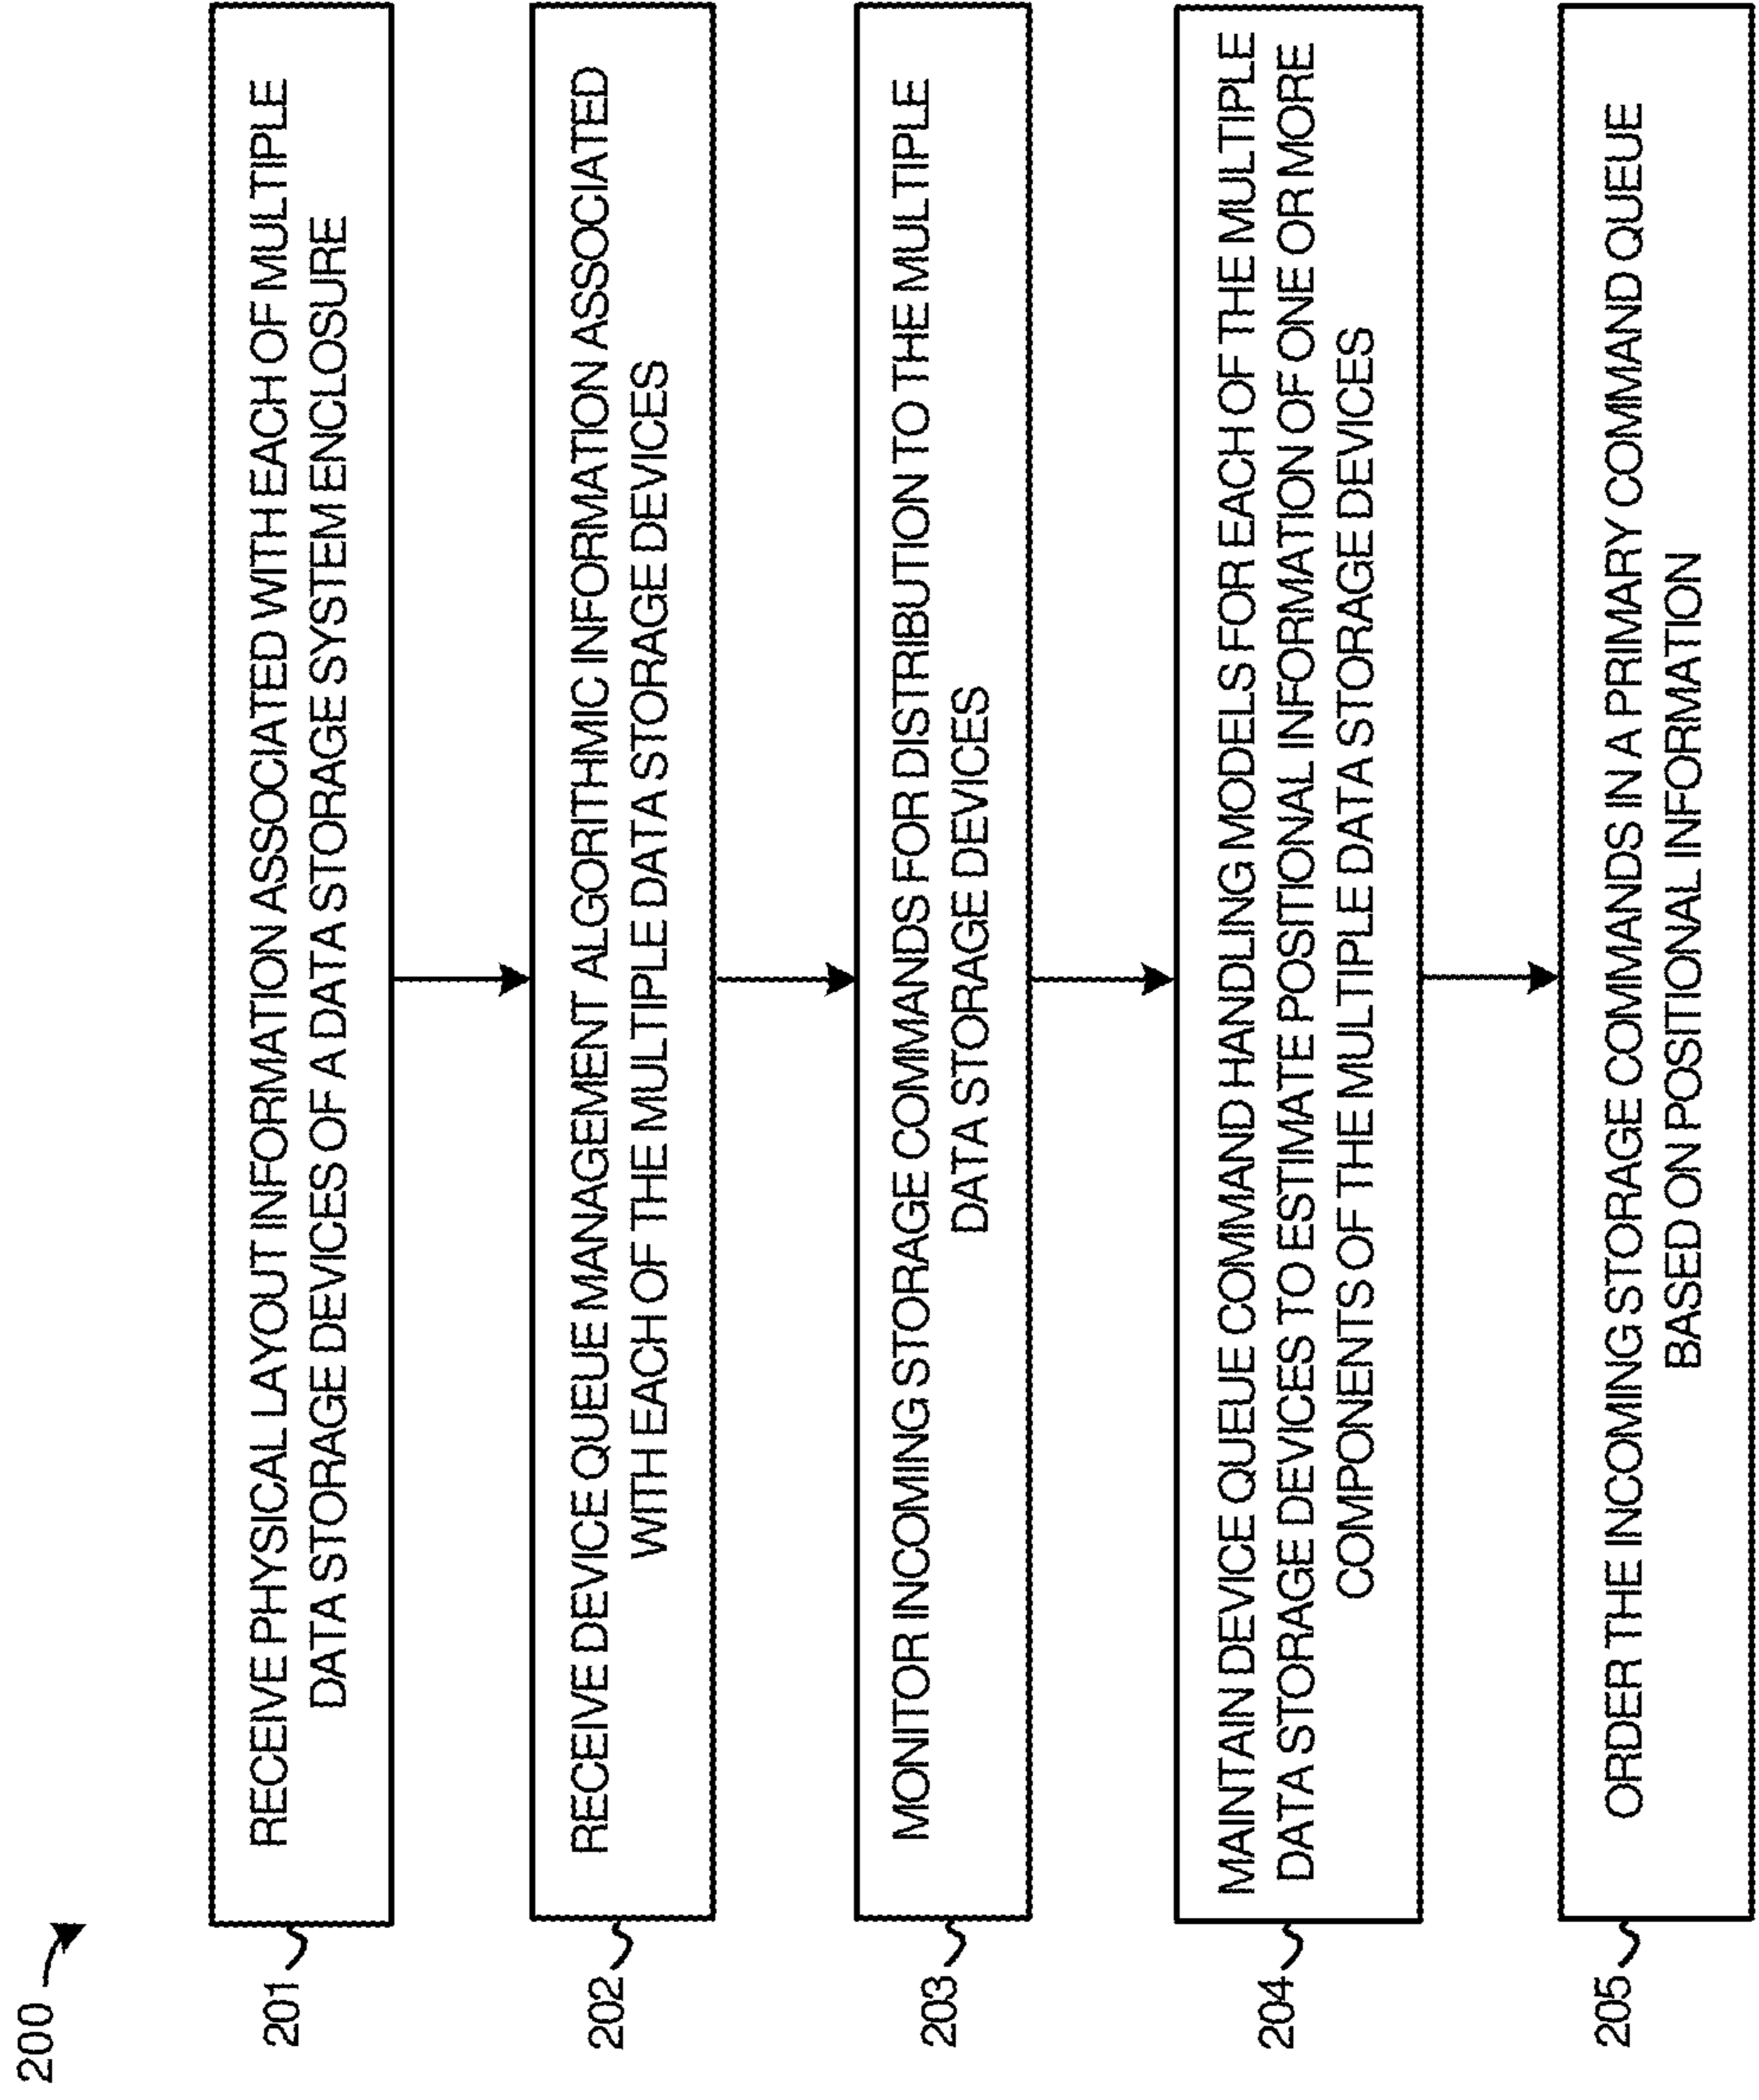 200
201
RECEIVE PHYSICAL LAYOUT INFORMATION ASSOCIATED WITH EACH OF MULTIPLE
DATA STORAGE DEVICES OF A DATA STORAGE SYSTEM ENCLOSURE
202
RECEIVE DEVICE QUEUE MANAGEMENT ALGORITHMIC INFORMATION ASSOCIATED
WITH EACH OF THE MULTIPLE DATA STORAGE DEVICES
203
MONITOR INCOMING STORAGE COMMANDS FOR DISTRIBUTION TO THE MULTIPLE
DATA STORAGE DEVICES
204
MAINTAIN DEVICE QUEUE COMMAND HANDLING MODELS FOR EACH OF THE MULTIPLE
DATA STORAGE DEVICES TO ESTIMATE POSITIONAL INFORMATION OF ONE OR MORE
COMPONENTS OF THE MULTIPLE DATA STORAGE DEVICES
205
ORDER THE INCOMING STORAGE COMMANDS IN A PRIMARY COMMAND QUEUE
BASED ON POSITIONAL INFORMATION